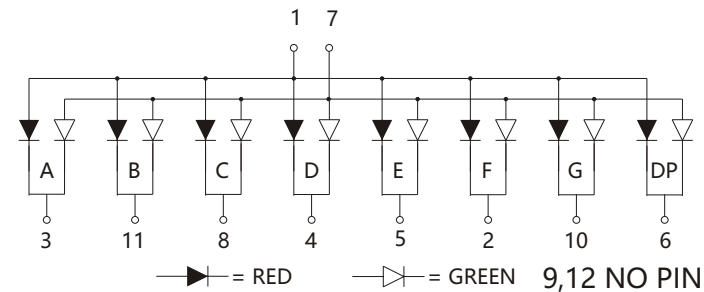 1 7
A B C D E F G DP
3 11 8 4 5 2 10 6
= RED = GREEN 9,12 NO PIN